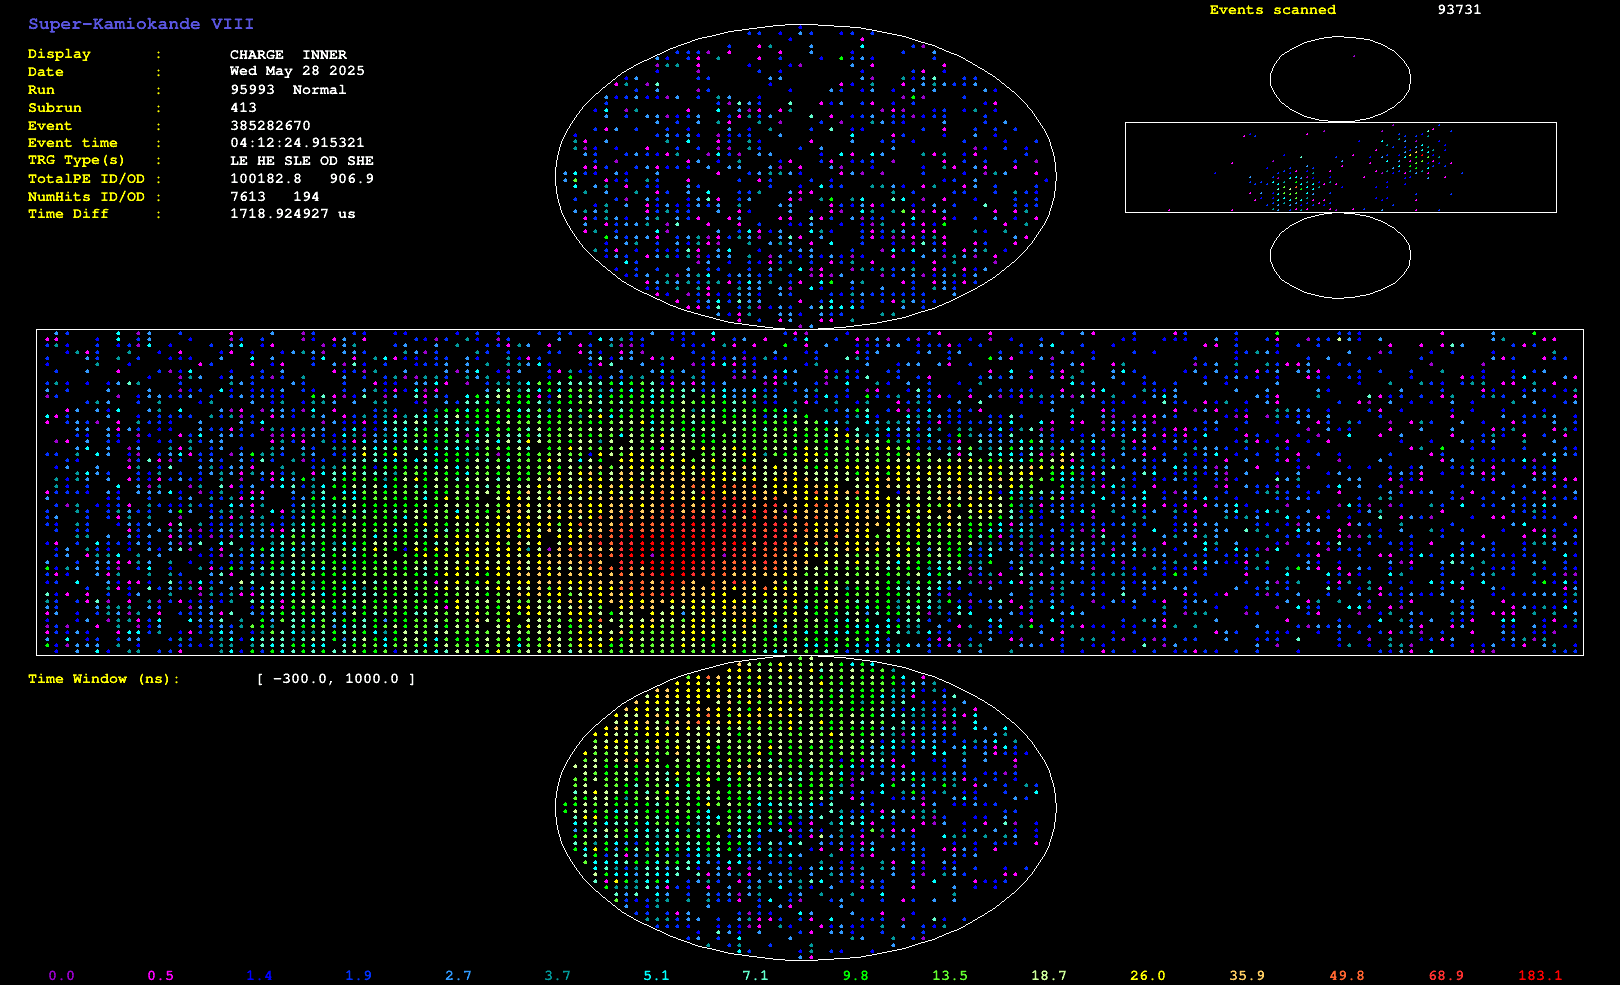 Super-Kamiokande VIII
Events scanned 93731
Display : CHARGE INNER
Date : Wed May 28 2025
Run : 95993 Normal
Subrun : 413
Event : 385282670
Event time : 04:12:24.915321
TRG Type(s) : LE HE SLE OD SHE
TotalPE ID/OD : 100182.8 906.9
NumHits ID/OD : 7613 194
Time Diff : 1718.924927 us
Time Window (ns): [ -300.0, 1000.0 ]
0.0 0.5 1.4 1.9 2.7 3.7 5.1 7.1 9.8 13.5 18.7 26.0 35.9 49.8 68.9 183.1